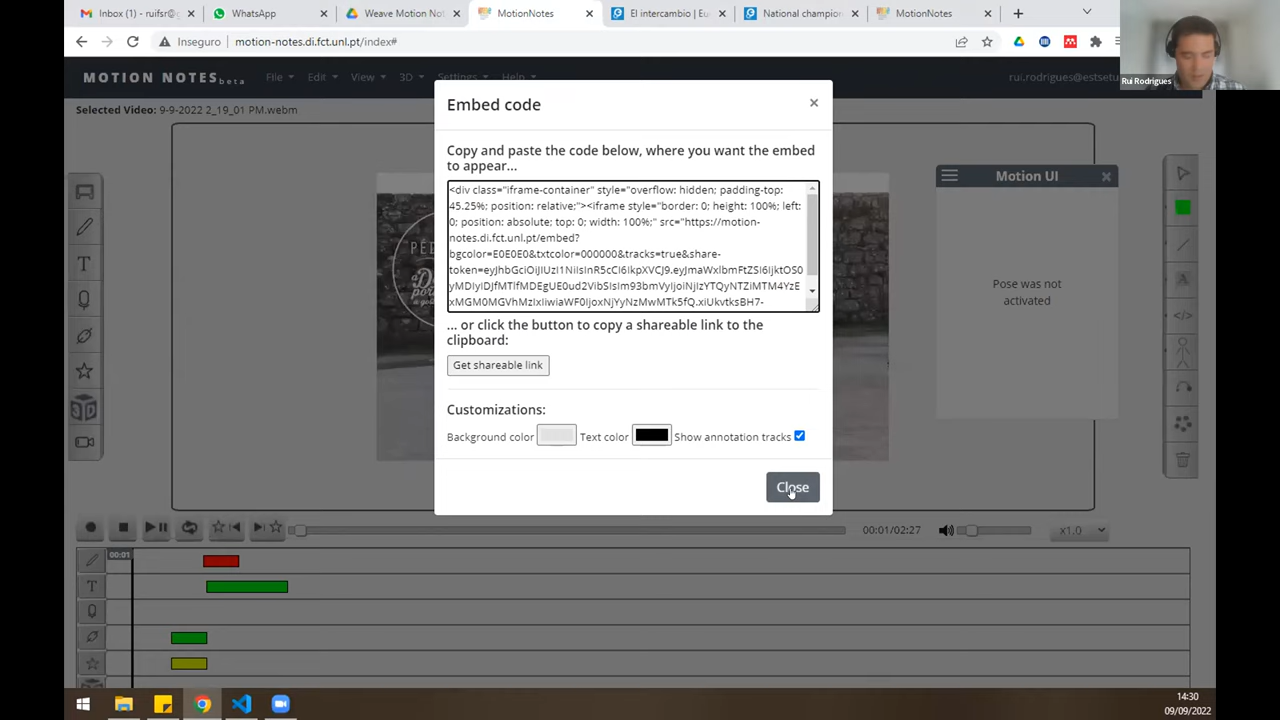 Inbox (1) - ruifsr@
WhatsApp
Weave Motion Not
MotionNotes
El intercambio | Eu
National champion
MotionNotes
Inseguro
motion-notes.di.fct.unl.pt/index#
MOTION NOTES beta
File
Edit
View
3D
Settings
Help
rui.rodrigues@estsetu
Rui Rodrigues
Selected Video: 9-9-2022 2_19_01 PM.webm
Embed code
Copy and paste the code below, where you want the embed
to appear...
<div class="iframe-container" style="overflow: hidden; padding-top:
45.25%; position: relative;"><iframe style="border: 0; height: 100%; left:
0; position: absolute; top: 0; width: 100%;" src="https://motion-
notes.di.fct.unl.pt/embed?
bgcolor=E0E0E0&txtcolor=000000&tracks=true&share-
... or click the button to copy a shareable link to the
clipboard:
Get shareable link
Customizations:
Background color
Text color
Show annotation tracks
Close
Motion UI
Pose was not
activated
00:01/02:27
x1.0
00:01
T
T
3D
14:30
09/09/2022